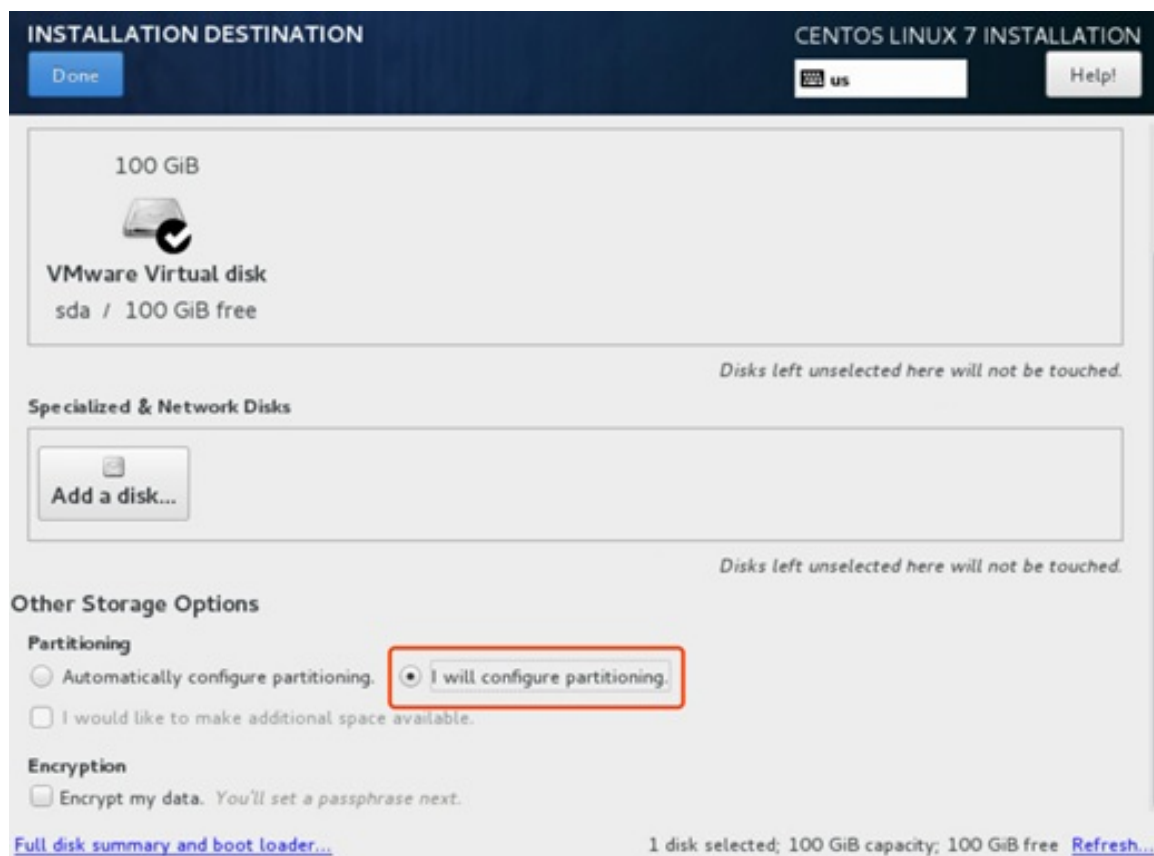 INSTALLATION DESTINATION
CENTOS LINUX 7 INSTALLATION
Done
us
Help!
100 GiB
VMware Virtual disk
sda / 100 GiB free
Disks left unselected here will not be touched.
Specialized & Network Disks
Add a disk...
Disks left unselected here will not be touched.
Other Storage Options
Partitioning
Automatically configure partitioning. I will configure partitioning.
I would like to make additional space available.
Encryption
Encrypt my data. You'll set a passphrase next.
Full disk summary and boot loader... 1 disk selected; 100 GiB capacity; 100 GiB free Refresh...